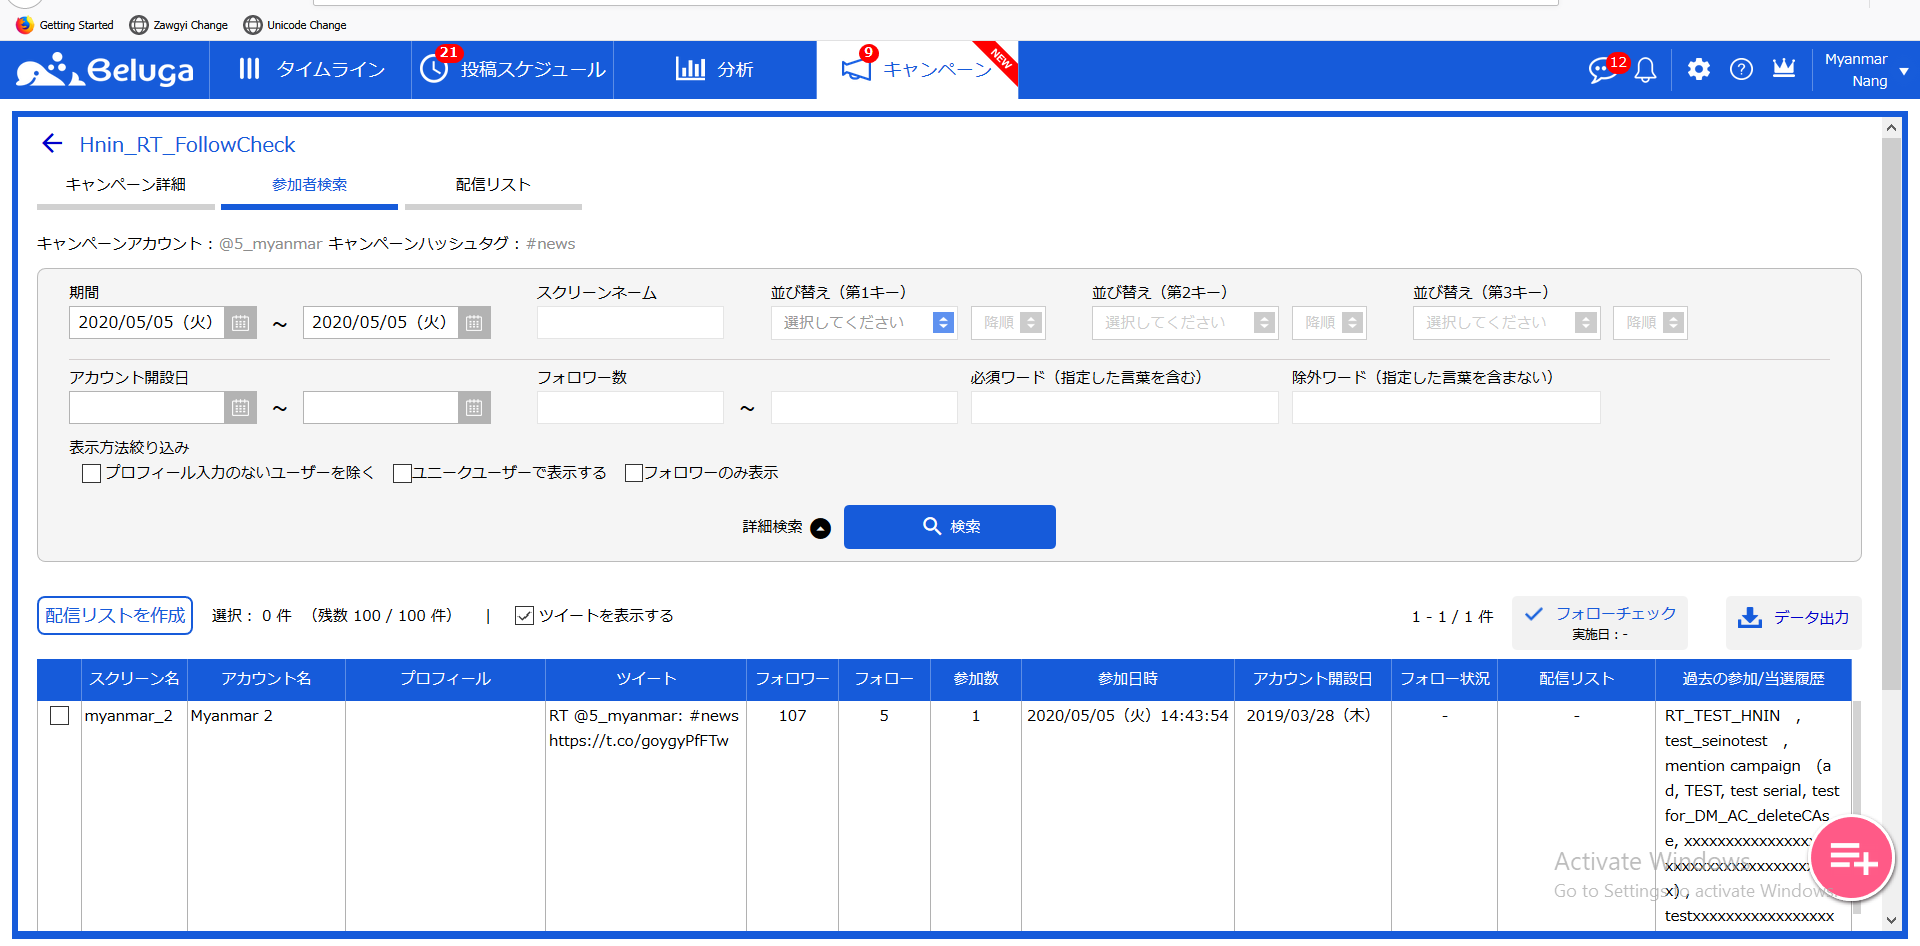 Getting Started Zawgyi Change Unicode Change
Beluga タイムライン 21 投稿スケジュール 分析 9 キャンペーン NEW 12 ? Myanmar
Nang
Hnin_RT_FollowCheck
キャンペーン詳細 参加者検索 配信リスト
キャンペーンアカウント : @5_myanmar キャンペーンハッシュタグ : #news
期間 スクリーンネーム 並び替え（第1キー） 並び替え（第2キー） 並び替え（第3キー）
2020/05/05（火） ~ 2020/05/05（火） 選択してください 降順 選択してください 降順 選択してください 降順
アカウント開設日 フォロワー数 必須ワード（指定した言葉を含む） 除外ワード（指定した言葉を含まない）
~ ~
表示方法絞り込み
プロフィール入力のないユーザーを除く ユニークユーザーで表示する フォロワーのみ表示
詳細検索 検索
配信リストを作成 選択： 0 件 （残数 100 / 100 件） | ツイートを表示する 1 - 1 / 1 件 フォローチェック データ出力
実施日 : -
スクリーン名 アカウント名 プロフィール ツイート フォロワー フォロー 参加数 参加日時 アカウント開設日 フォロー状況 配信リスト 過去の参加/当選履歴
myanmar_2 Myanmar 2 RT @5_myanmar: #news 107 5 1 2020/05/05（火）14:43:54 2019/03/28（木） - - RT_TEST_HNIN ,
https://t.co/goygyPfFTw test_seinotest ,
mention campaign （a
d, TEST, test serial, test
for_DM_AC_deleteCAs
e, xxxxxxxxxxxxxxx
Activate Windows
Go to Settings to activate Windows.
x) ,
testxxxxxxxxxxxxxxxxx